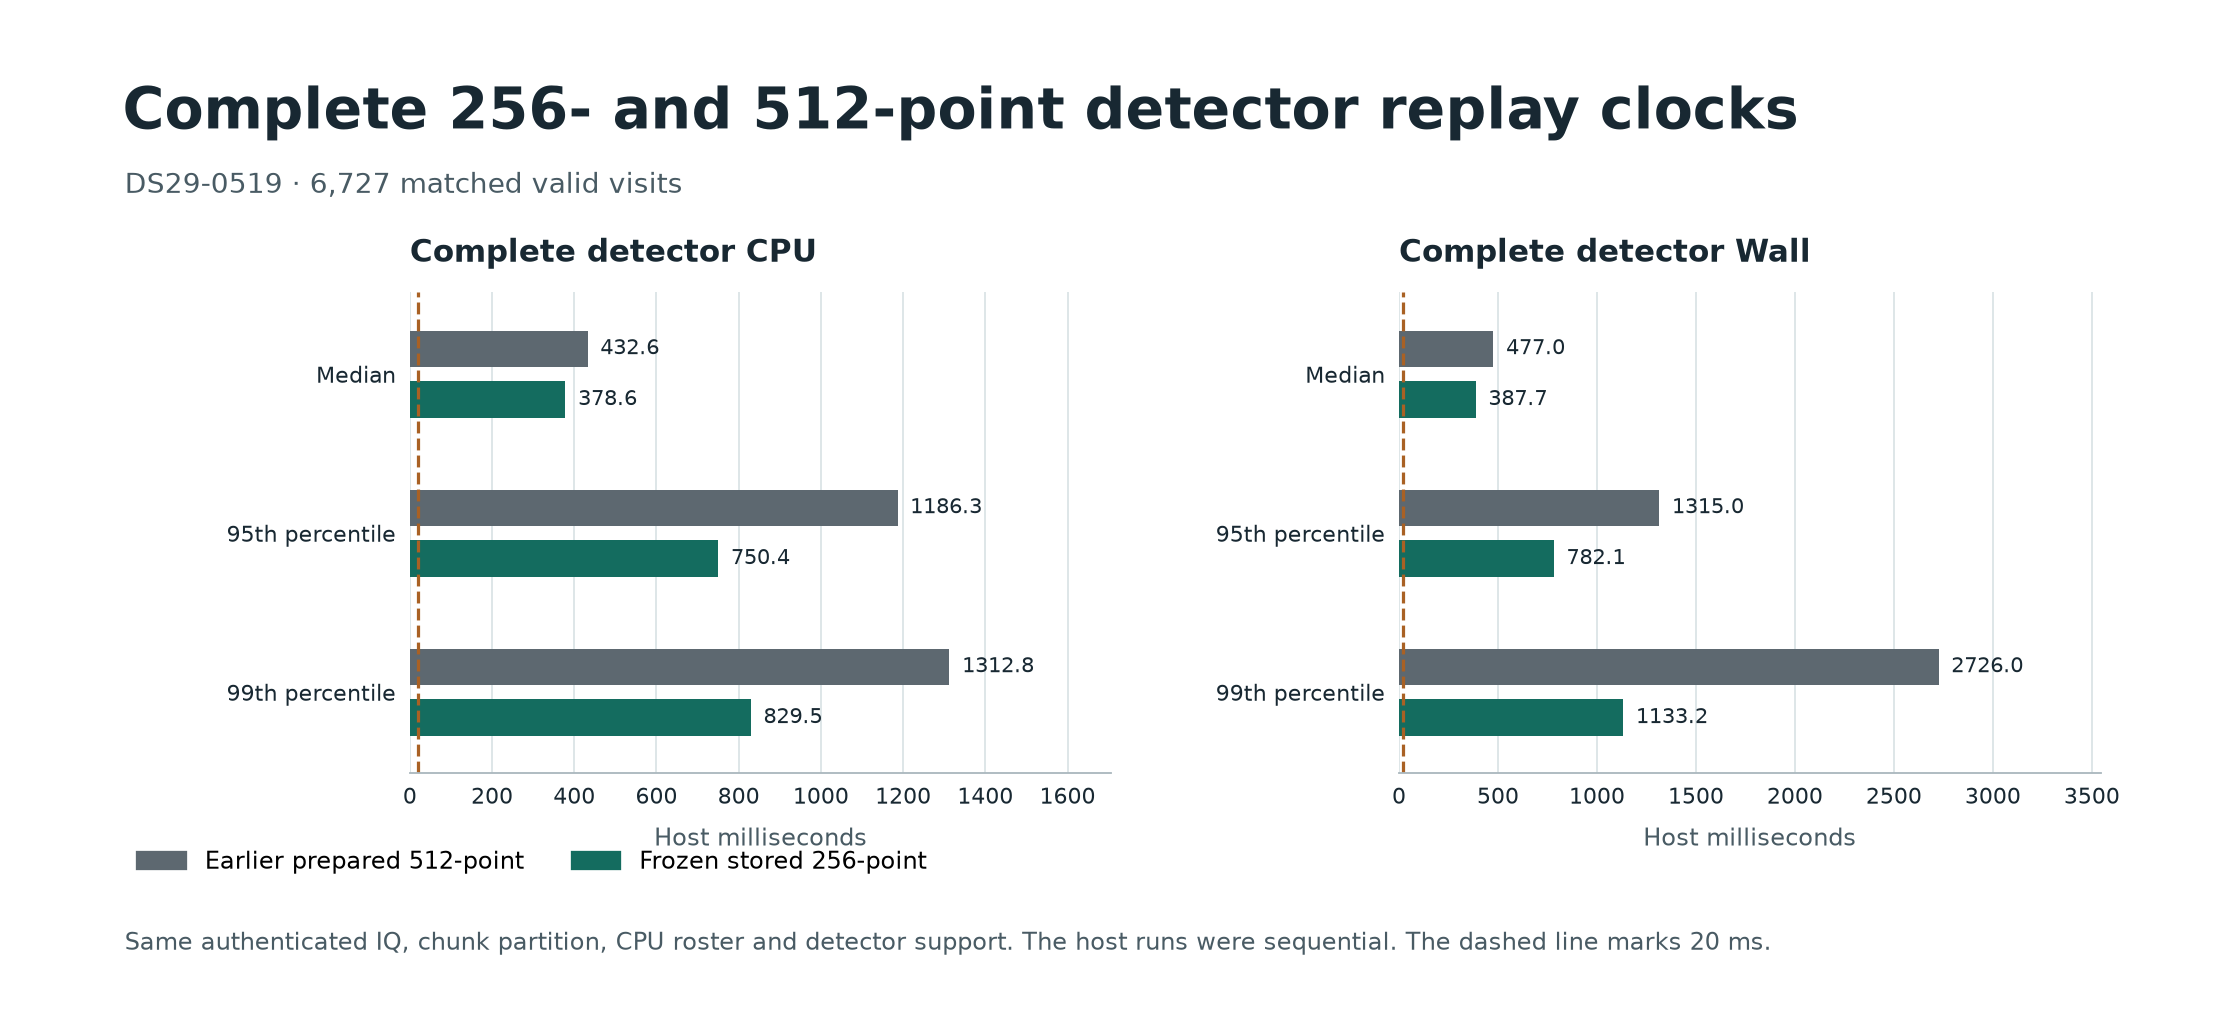 Complete 256- and 512-point detector replay clocks
DS29-0519 · 6,727 matched valid visits
Complete detector CPU
Median
432.6
378.6
95th percentile
1186.3
750.4
99th percentile
1312.8
829.5
0 200 400 600 800 1000 1200 1400 1600
Host milliseconds
Complete detector Wall
Median
477.0
387.7
95th percentile
1315.0
782.1
99th percentile
2726.0
1133.2
0 500 1000 1500 2000 2500 3000 3500
Host milliseconds
Earlier prepared 512-point
Frozen stored 256-point
Same authenticated IQ, chunk partition, CPU roster and detector support. The host runs were sequential. The dashed line marks 20 ms.